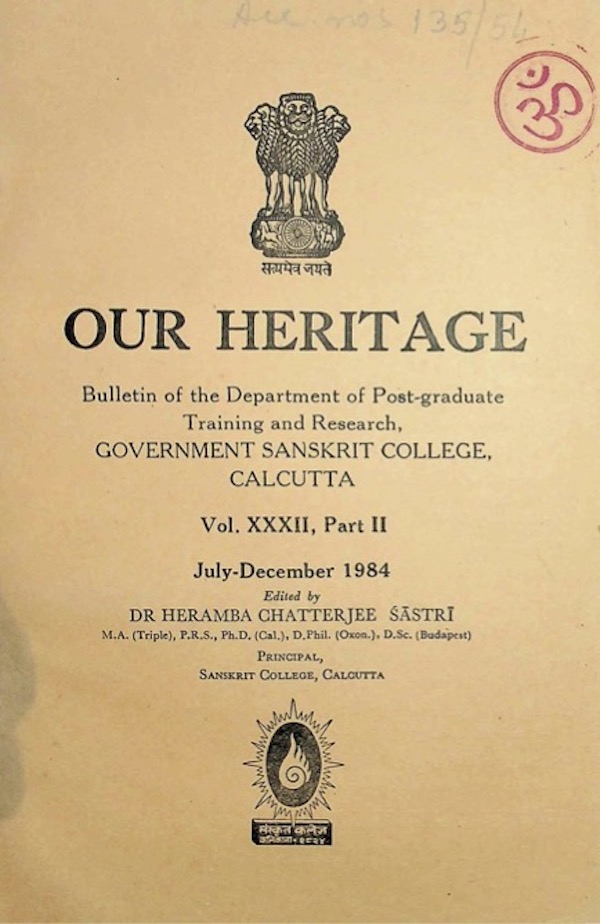 Acc nos 135/54
ॐ
सत्यमेव जयते
OUR HERITAGE
Bulletin of the Department of Post-graduate
Training and Research,
GOVERNMENT SANSKRIT COLLEGE,
CALCUTTA
Vol. XXXII, Part II
July-December 1984
Edited by
DR HERAMBA CHATTERJEE ŚĀSTRĪ
M.A. (Triple), P.R.S., Ph.D. (Cal.), D.Phil. (Oxon.), D.Sc. (Budapest)
PRINCIPAL,
SANSKRIT COLLEGE, CALCUTTA
संस्कृत कलेज
१८२४